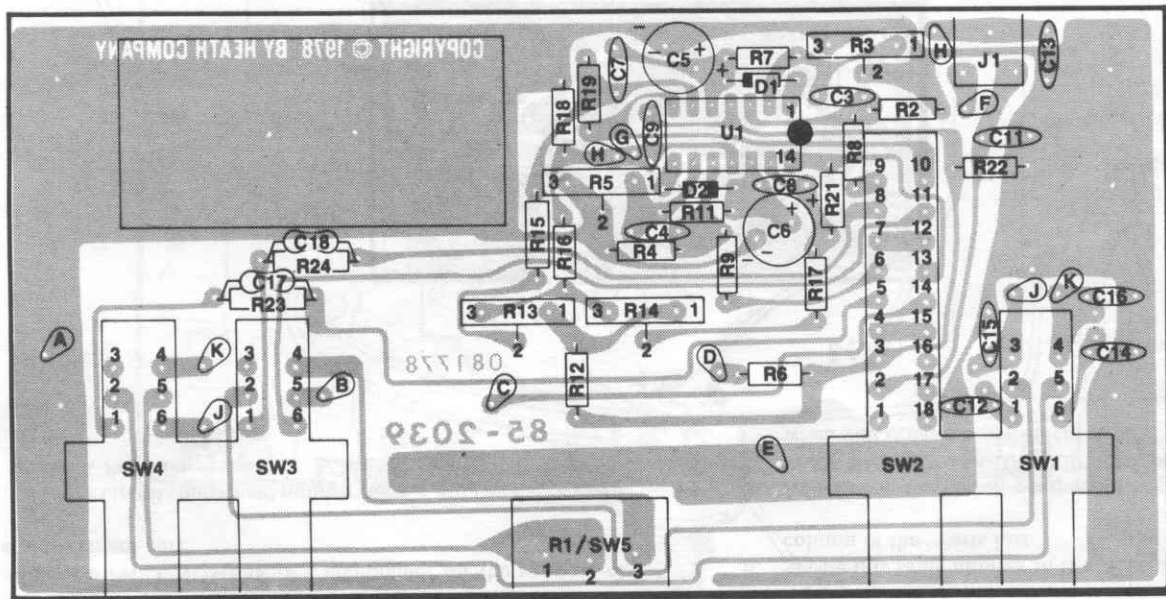 COPYRIGHT © 1978 BY HEATH COMPANY
C5
R7
3 R3 1
2
H
J1
C13
C7
D1
R19
R18
C3
R2
F
C9
1
U1
14
C11
G
H
R8
R22
3 R5 1
2
D2
C8
R21
R11
C6
9 10
8 11
7 12
6 13
5 14
4 15
3 16
2 17
1 18
R15
R16
C4
R4
R9
R17
C18
R24
C17
R23
J
K
C16
C15
C14
3 R13 1
2
3 R14 1
2
A
3 4
2 5
1 6
K
J
3 4
2 5
1 6
B
081778
C
R12
D
R6
3 4
2 5
1 6
C12
85-2039
E
SW4
SW3
SW2
SW1
R1/SW5
1 2 3